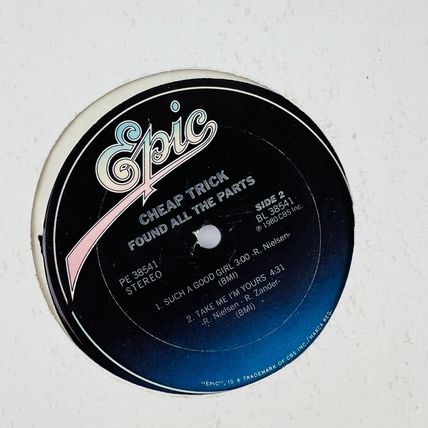 Epic
CHEAP TRICK
FOUND ALL THE PARTS
PE 38541
STEREO
SIDE 2
BL 38541
℗ 1980 CBS Inc.
1. SUCH A GOOD GIRL 3:00 -R. Nielsen-
(BMI)
2. TAKE ME I'M YOURS 4:31
-R. Nielsen - R. Zander-
(BMI)
"EPIC", IS A TRADEMARK OF CBS INC./MARCA REG.